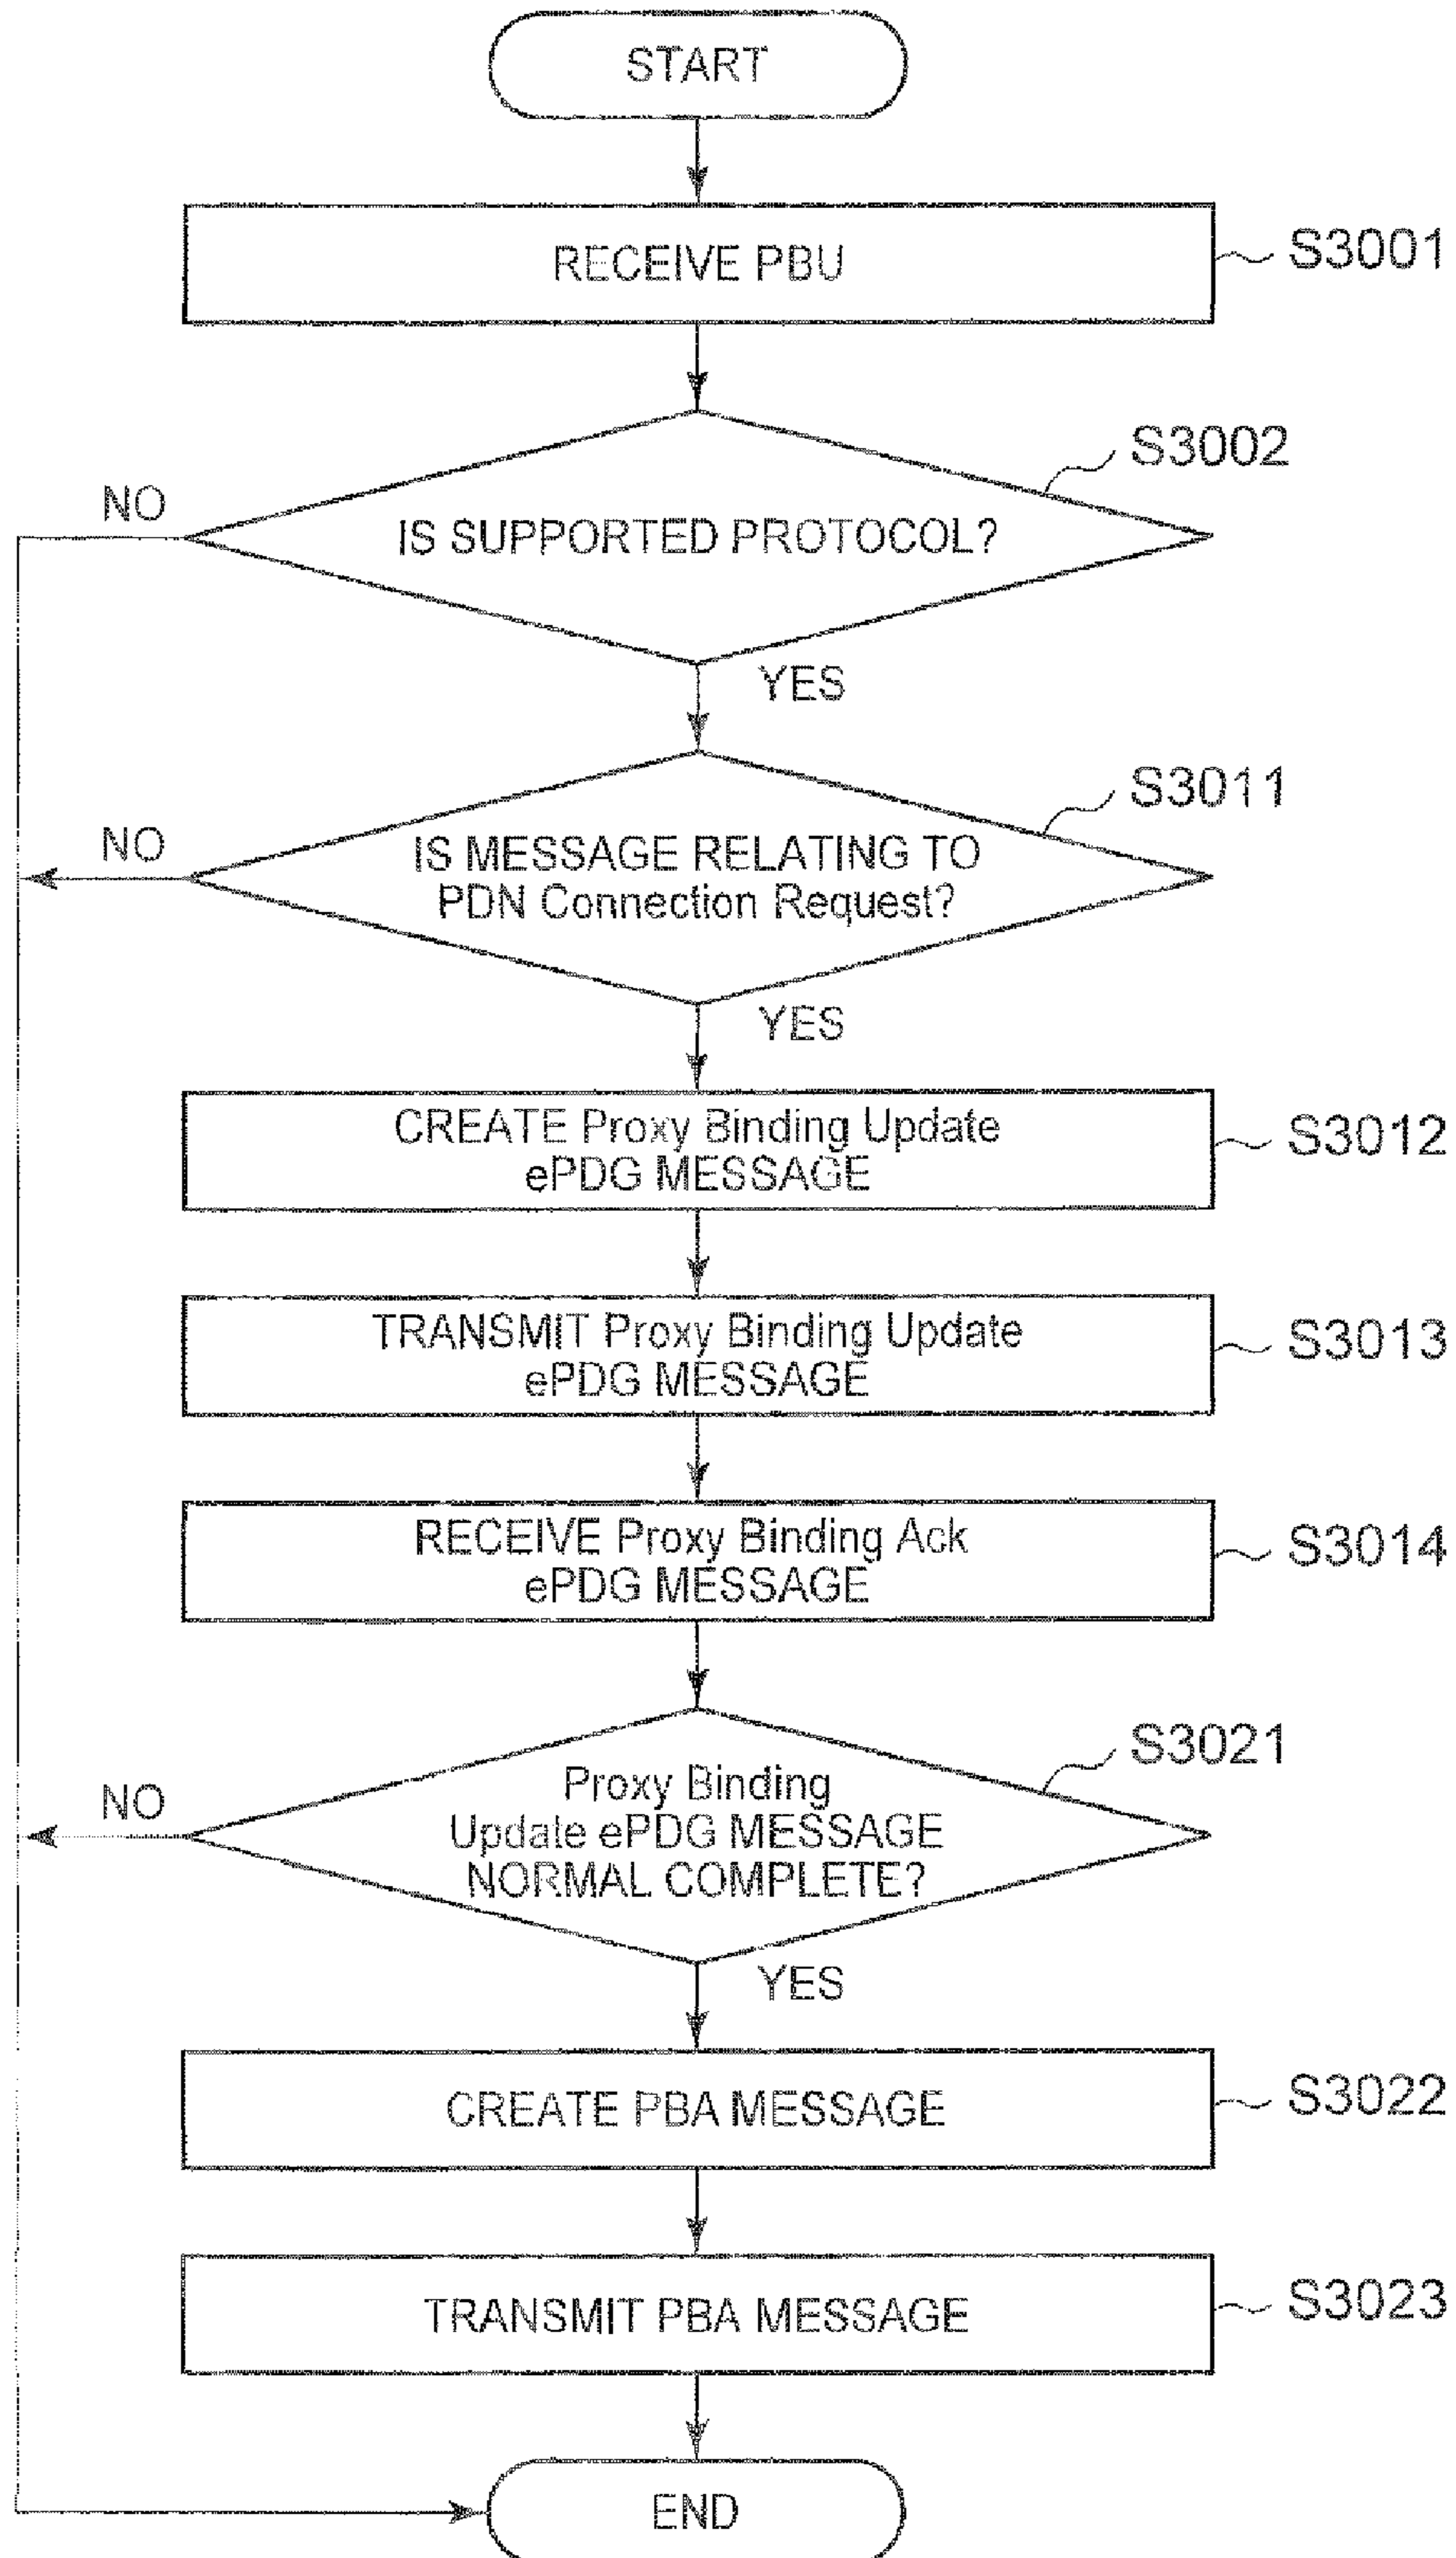 START
RECEIVE PBU
S3001
S3002
NO
IS SUPPORTED PROTOCOL?
YES
S3011
NO
IS MESSAGE RELATING TO
PDN Connection Request?
YES
CREATE Proxy Binding Update
ePDG MESSAGE
S3012
TRANSMIT Proxy Binding Update
ePDG MESSAGE
S3013
RECEIVE Proxy Binding Ack
ePDG MESSAGE
S3014
S3021
NO
Proxy Binding
Update ePDG MESSAGE
NORMAL COMPLETE?
YES
CREATE PBA MESSAGE
S3022
TRANSMIT PBA MESSAGE
S3023
END